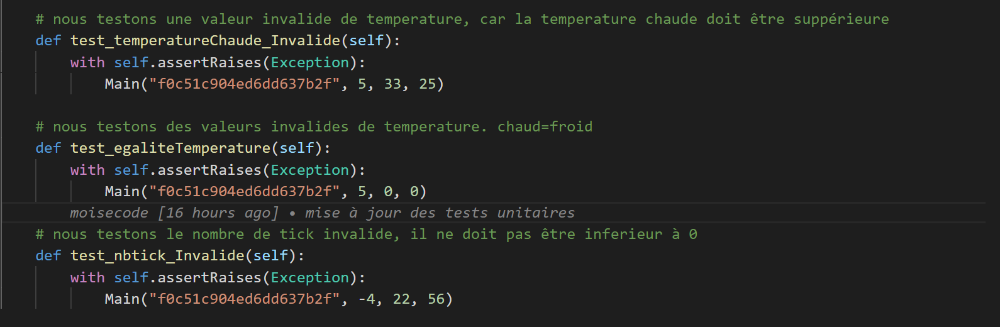 # nous testons une valeur invalide de temperature, car la temperature chaude doit être suppérieure
def test_temperatureChaude_Invalide(self):
with self.assertRaises(Exception):
Main("f0c51c904ed6dd637b2f", 5, 33, 25)
# nous testons des valeurs invalides de temperature. chaud=froid
def test_egaliteTemperature(self):
with self.assertRaises(Exception):
Main("f0c51c904ed6dd637b2f", 5, 0, 0)
moisecode [16 hours ago] • mise à jour des tests unitaires
# nous testons le nombre de tick invalide, il ne doit pas être inferieur à 0
def test_nbtick_Invalide(self):
with self.assertRaises(Exception):
Main("f0c51c904ed6dd637b2f", -4, 22, 56)